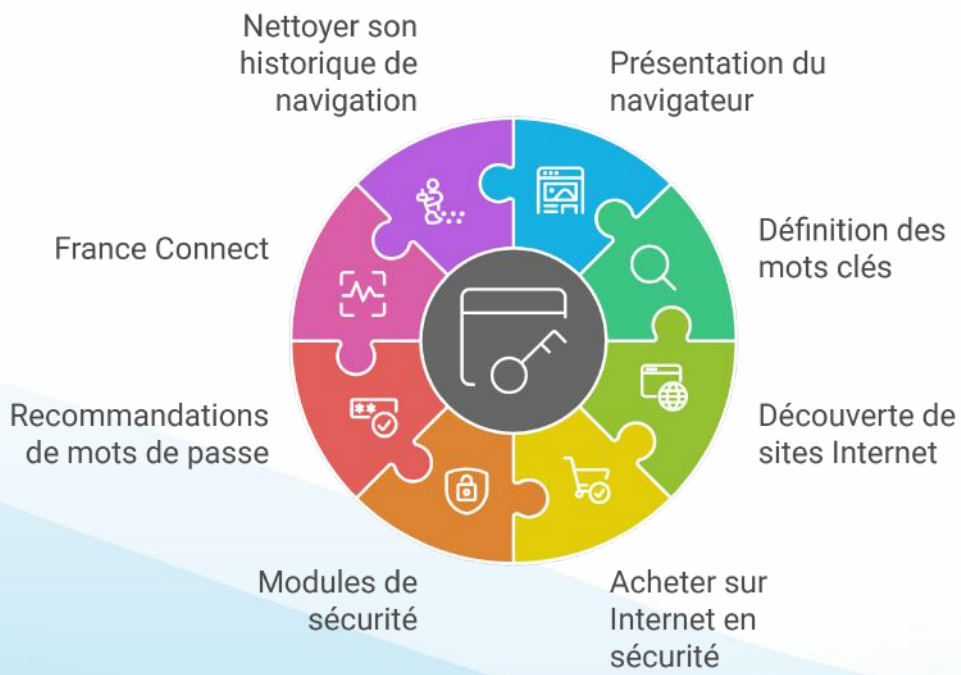 Nettoyer son
historique de
navigation
Présentation du
navigateur
France Connect
Définition des
mots clés
Recommandations
de mots de passe
Découverte de
sites Internet
Modules de
sécurité
Acheter sur
Internet en
sécurité